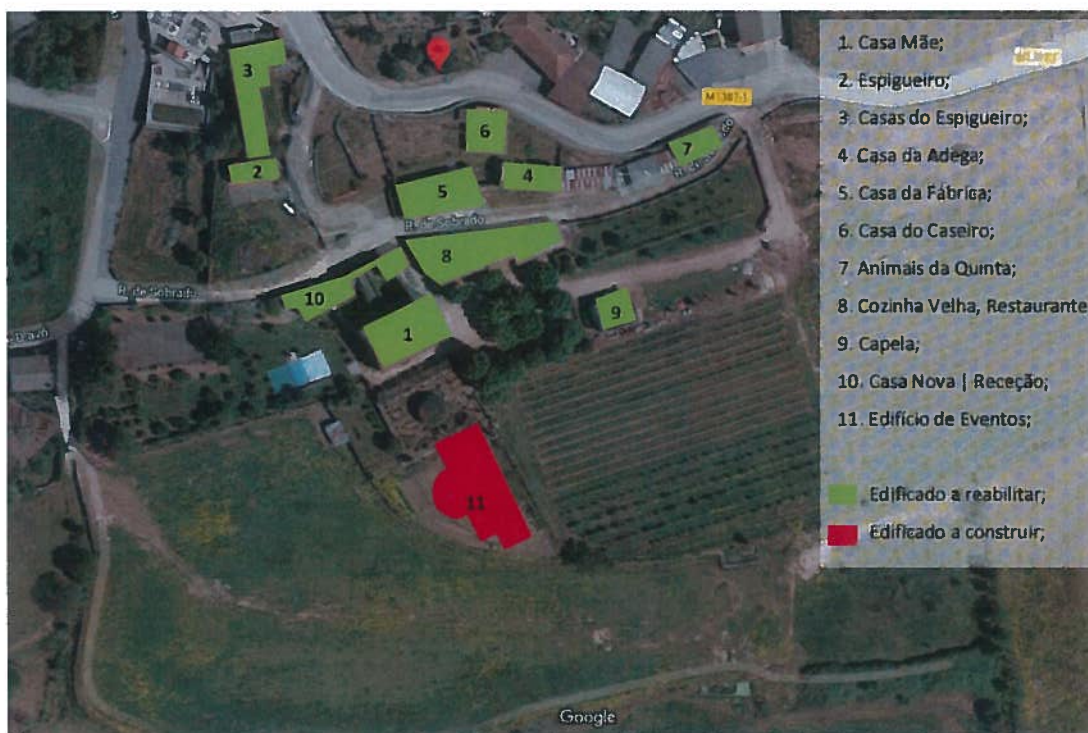 1. Casa Mãe;
2. Espigueiro;
3. Casas do Espigueiro;
4. Casa da Adega;
5. Casa da Fábrica;
6. Casa do Caseiro;
7. Animais da Quinta;
8. Cozinha Velha, Restaurante
9. Capela;
10. Casa Nova | Receção;
11. Edifício de Eventos;
Edificado a reabilitar;
Edificado a construir;
3
2
6
7
4
5
8
10
1
9
11
M1387-1
R. de Sobrado
R. de Sobrado
Google